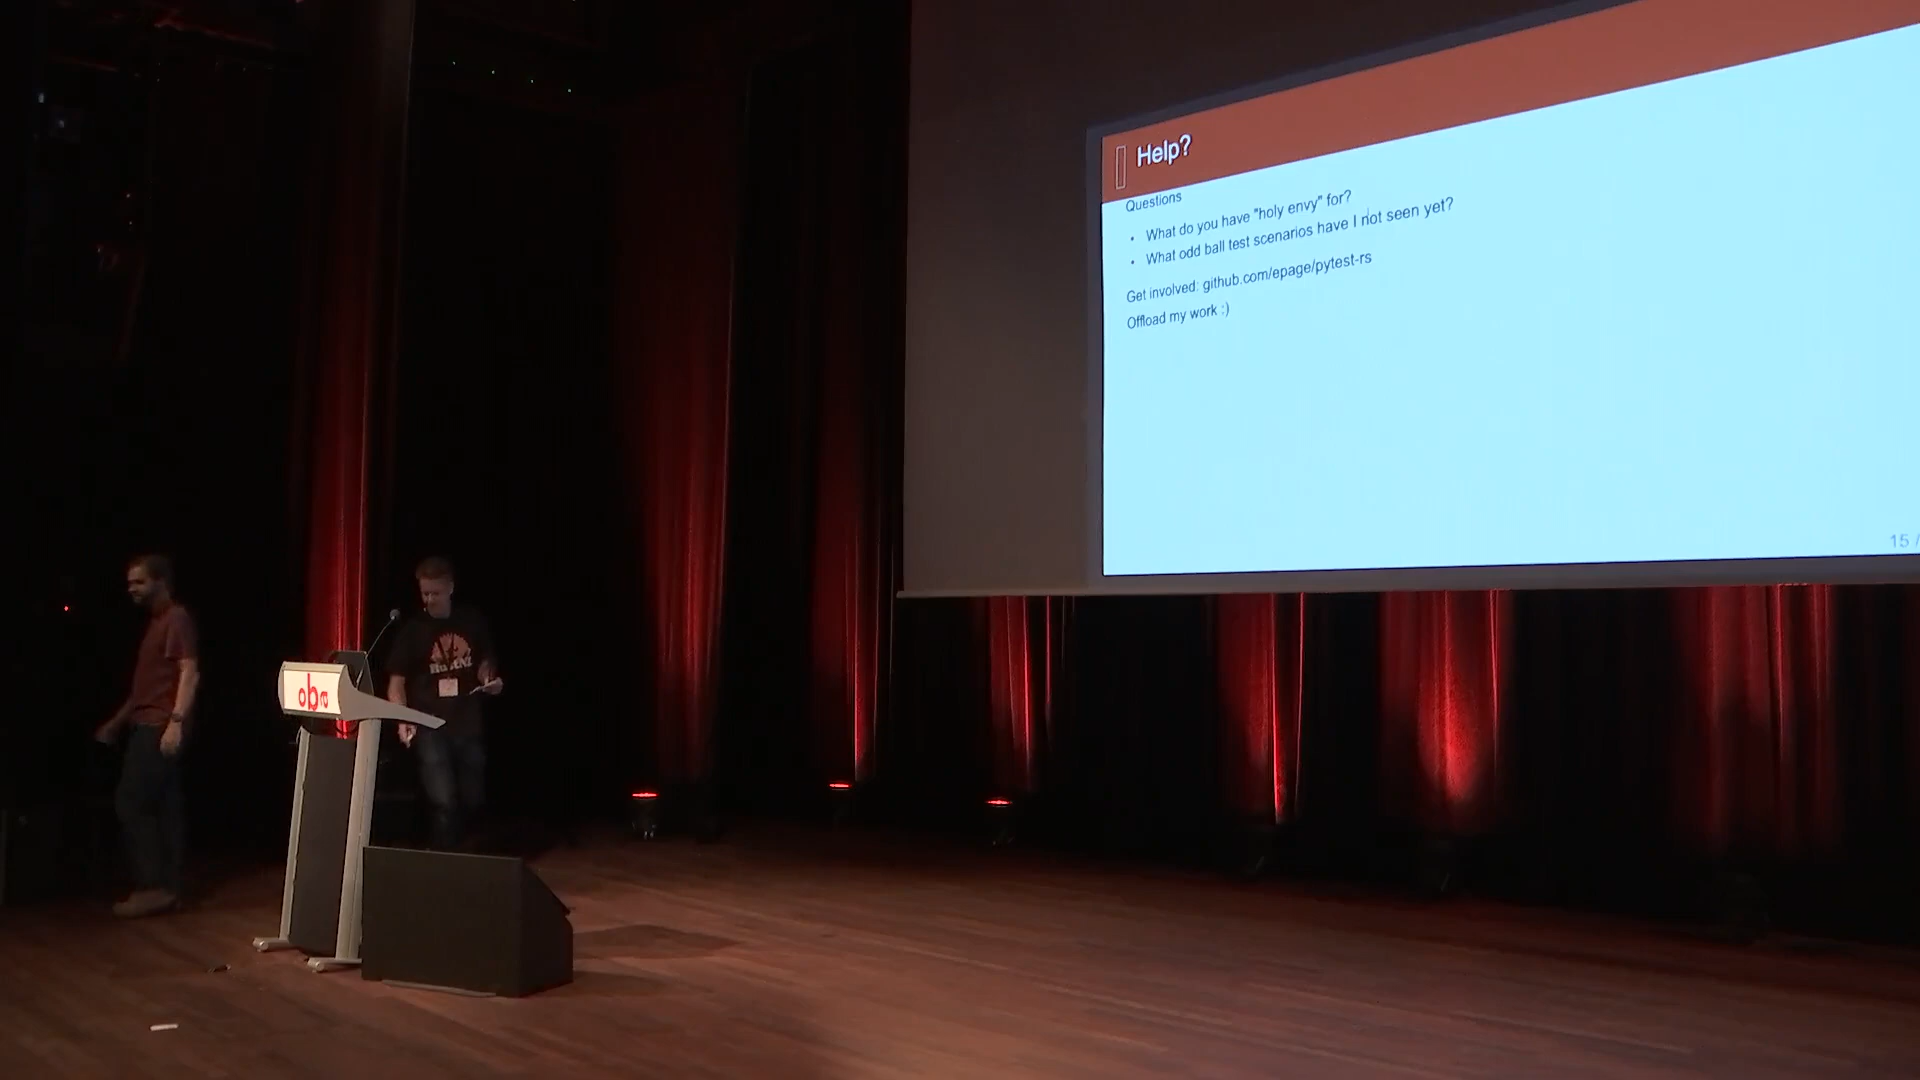 Help?
Questions
• What do you have "holy envy" for?
• What odd ball test scenarios have I not seen yet?
Get involved: github.com/epage/pytest-rs
Offload my work :)
15 /
oba